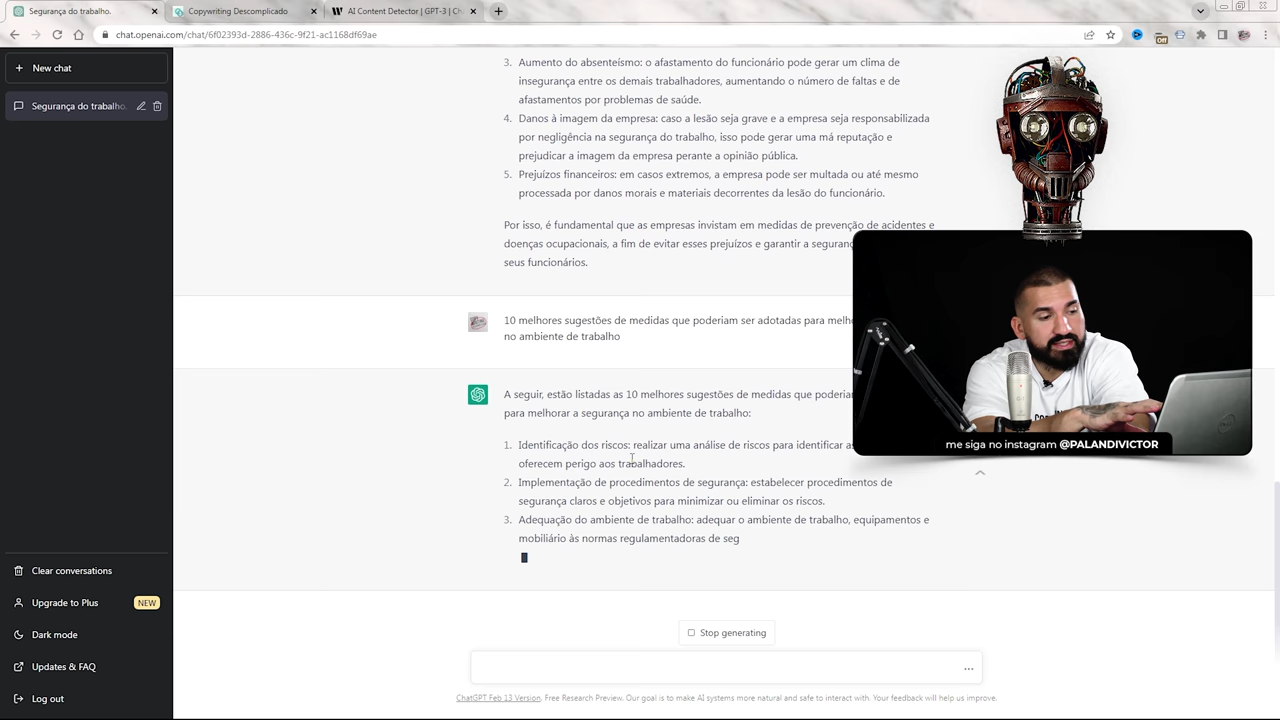 Segurança do trabalho.
Copywriting Descomplicado
AI Content Detector | GPT-3 | Ch
chat.openai.com/chat/6f02393d-2886-436c-9f21-ac1168df69ae
Off
New chat
Segurança do trabalho.
3. Aumento do absenteísmo: o afastamento do funcionário pode gerar um clima de
insegurança entre os demais trabalhadores, aumentando o número de faltas e de
afastamentos por problemas de saúde.
4. Danos à imagem da empresa: caso a lesão seja grave e a empresa seja responsabilizada
por negligência na segurança do trabalho, isso pode gerar uma má reputação e
prejudicar a imagem da empresa perante a opinião pública.
5. Prejuízos financeiros: em casos extremos, a empresa pode ser multada ou até mesmo
processada por danos morais e materiais decorrentes da lesão do funcionário.
Por isso, é fundamental que as empresas invistam em medidas de prevenção de acidentes e
doenças ocupacionais, a fim de evitar esses prejuízos e garantir a seguranç
seus funcionários.
10 melhores sugestões de medidas que poderiam ser adotadas para melho
no ambiente de trabalho
A seguir, estão listadas as 10 melhores sugestões de medidas que poderia
para melhorar a segurança no ambiente de trabalho:
1. Identificação dos riscos: realizar uma análise de riscos para identificar a
oferecem perigo aos trabalhadores.
2. Implementação de procedimentos de segurança: estabelecer procedimentos de
segurança claros e objetivos para minimizar ou eliminar os riscos.
3. Adequação do ambiente de trabalho: adequar o ambiente de trabalho, equipamentos e
mobiliário às normas regulamentadoras de seg
me siga no instagram @PALANDIVICTOR
Clear conversations
Upgrade to Plus NEW
Dark mode
Updates & FAQ
Log out
Stop generating
ChatGPT Feb 13 Version. Free Research Preview. Our goal is to make AI systems more natural and safe to interact with. Your feedback will help us improve.